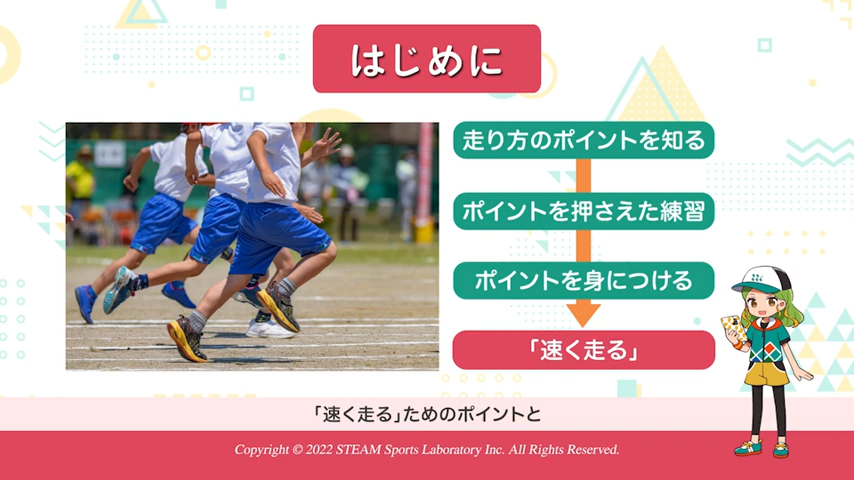 はじめに
走り方のポイントを知る
ポイントを押さえた練習
ポイントを身につける
「速く走る」
「速く走る」ためのポイントと
Copyright © 2022 STEAM Sports Laboratory Inc. All Rights Reserved.